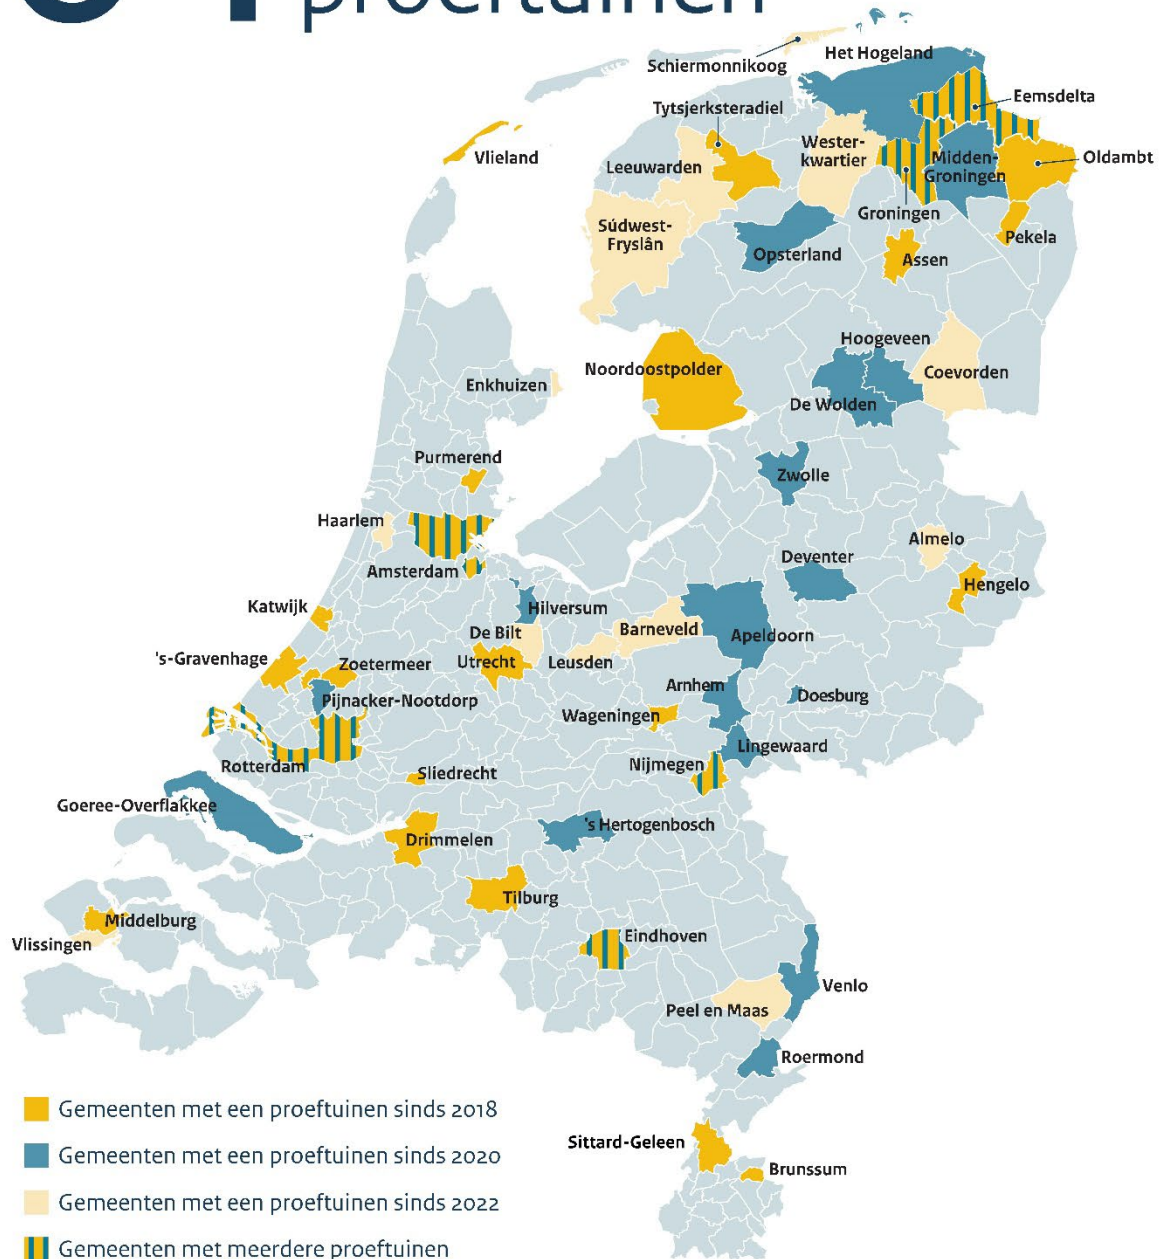 proeftuinen
Het Hogeland
Schiermonnikoog
Eemsdelta
Tytsjerksteradiel
Vlieland
Wester-
kwartier
Midden-
Groningen
Oldambt
Leeuwarden
Groningen
Súdwest-
Fryslân
Pekela
Opsterland
Assen
Hoogeveen
Noordoostpolder
Coevorden
Enkhuizen
De Wolden
Purmerend
Zwolle
Haarlem
Almelo
Deventer
Amsterdam
Hengelo
Katwijk
Hilversum
De Bilt
Barneveld
Apeldoorn
's-Gravenhage
Zoetermeer
Utrecht
Leusden
Arnhem
Doesburg
Pijnacker-Nootdorp
Wageningen
Lingewaard
Rotterdam
Nijmegen
Sliedrecht
Goeree-Overflakkee
's Hertogenbosch
Drimmelen
Tilburg
Middelburg
Vlissingen
Eindhoven
Venlo
Peel en Maas
Roermond
Gemeenten met een proeftuinen sinds 2018
Sittard-Geleen
Gemeenten met een proeftuinen sinds 2020
Brunssum
Gemeenten met een proeftuinen sinds 2022
Gemeenten met meerdere proeftuinen